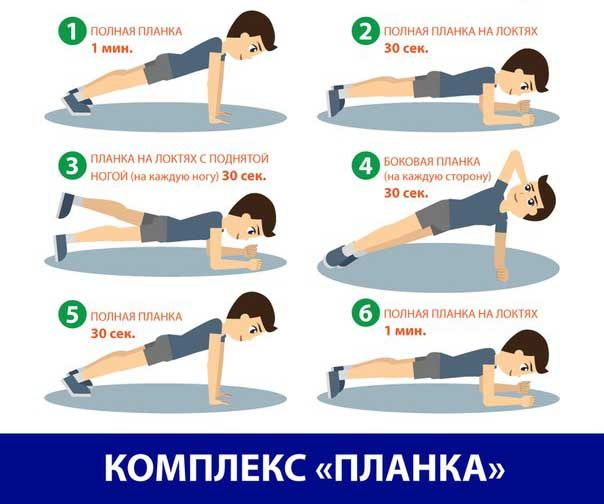 1
ПОЛНАЯ ПЛАНКА
1 мин.
2
ПОЛНАЯ ПЛАНКА НА ЛОКТЯХ
30 сек.
3
ПЛАНКА НА ЛОКТЯХ С ПОДНЯТОЙ
НОГОЙ (на каждую ногу) 30 сек.
4
БОКОВАЯ ПЛАНКА
(на каждую сторону)
30 сек.
5
ПОЛНАЯ ПЛАНКА
30 сек.
6
ПОЛНАЯ ПЛАНКА НА ЛОКТЯХ
1 мин.
КОМПЛЕКС «ПЛАНКА»